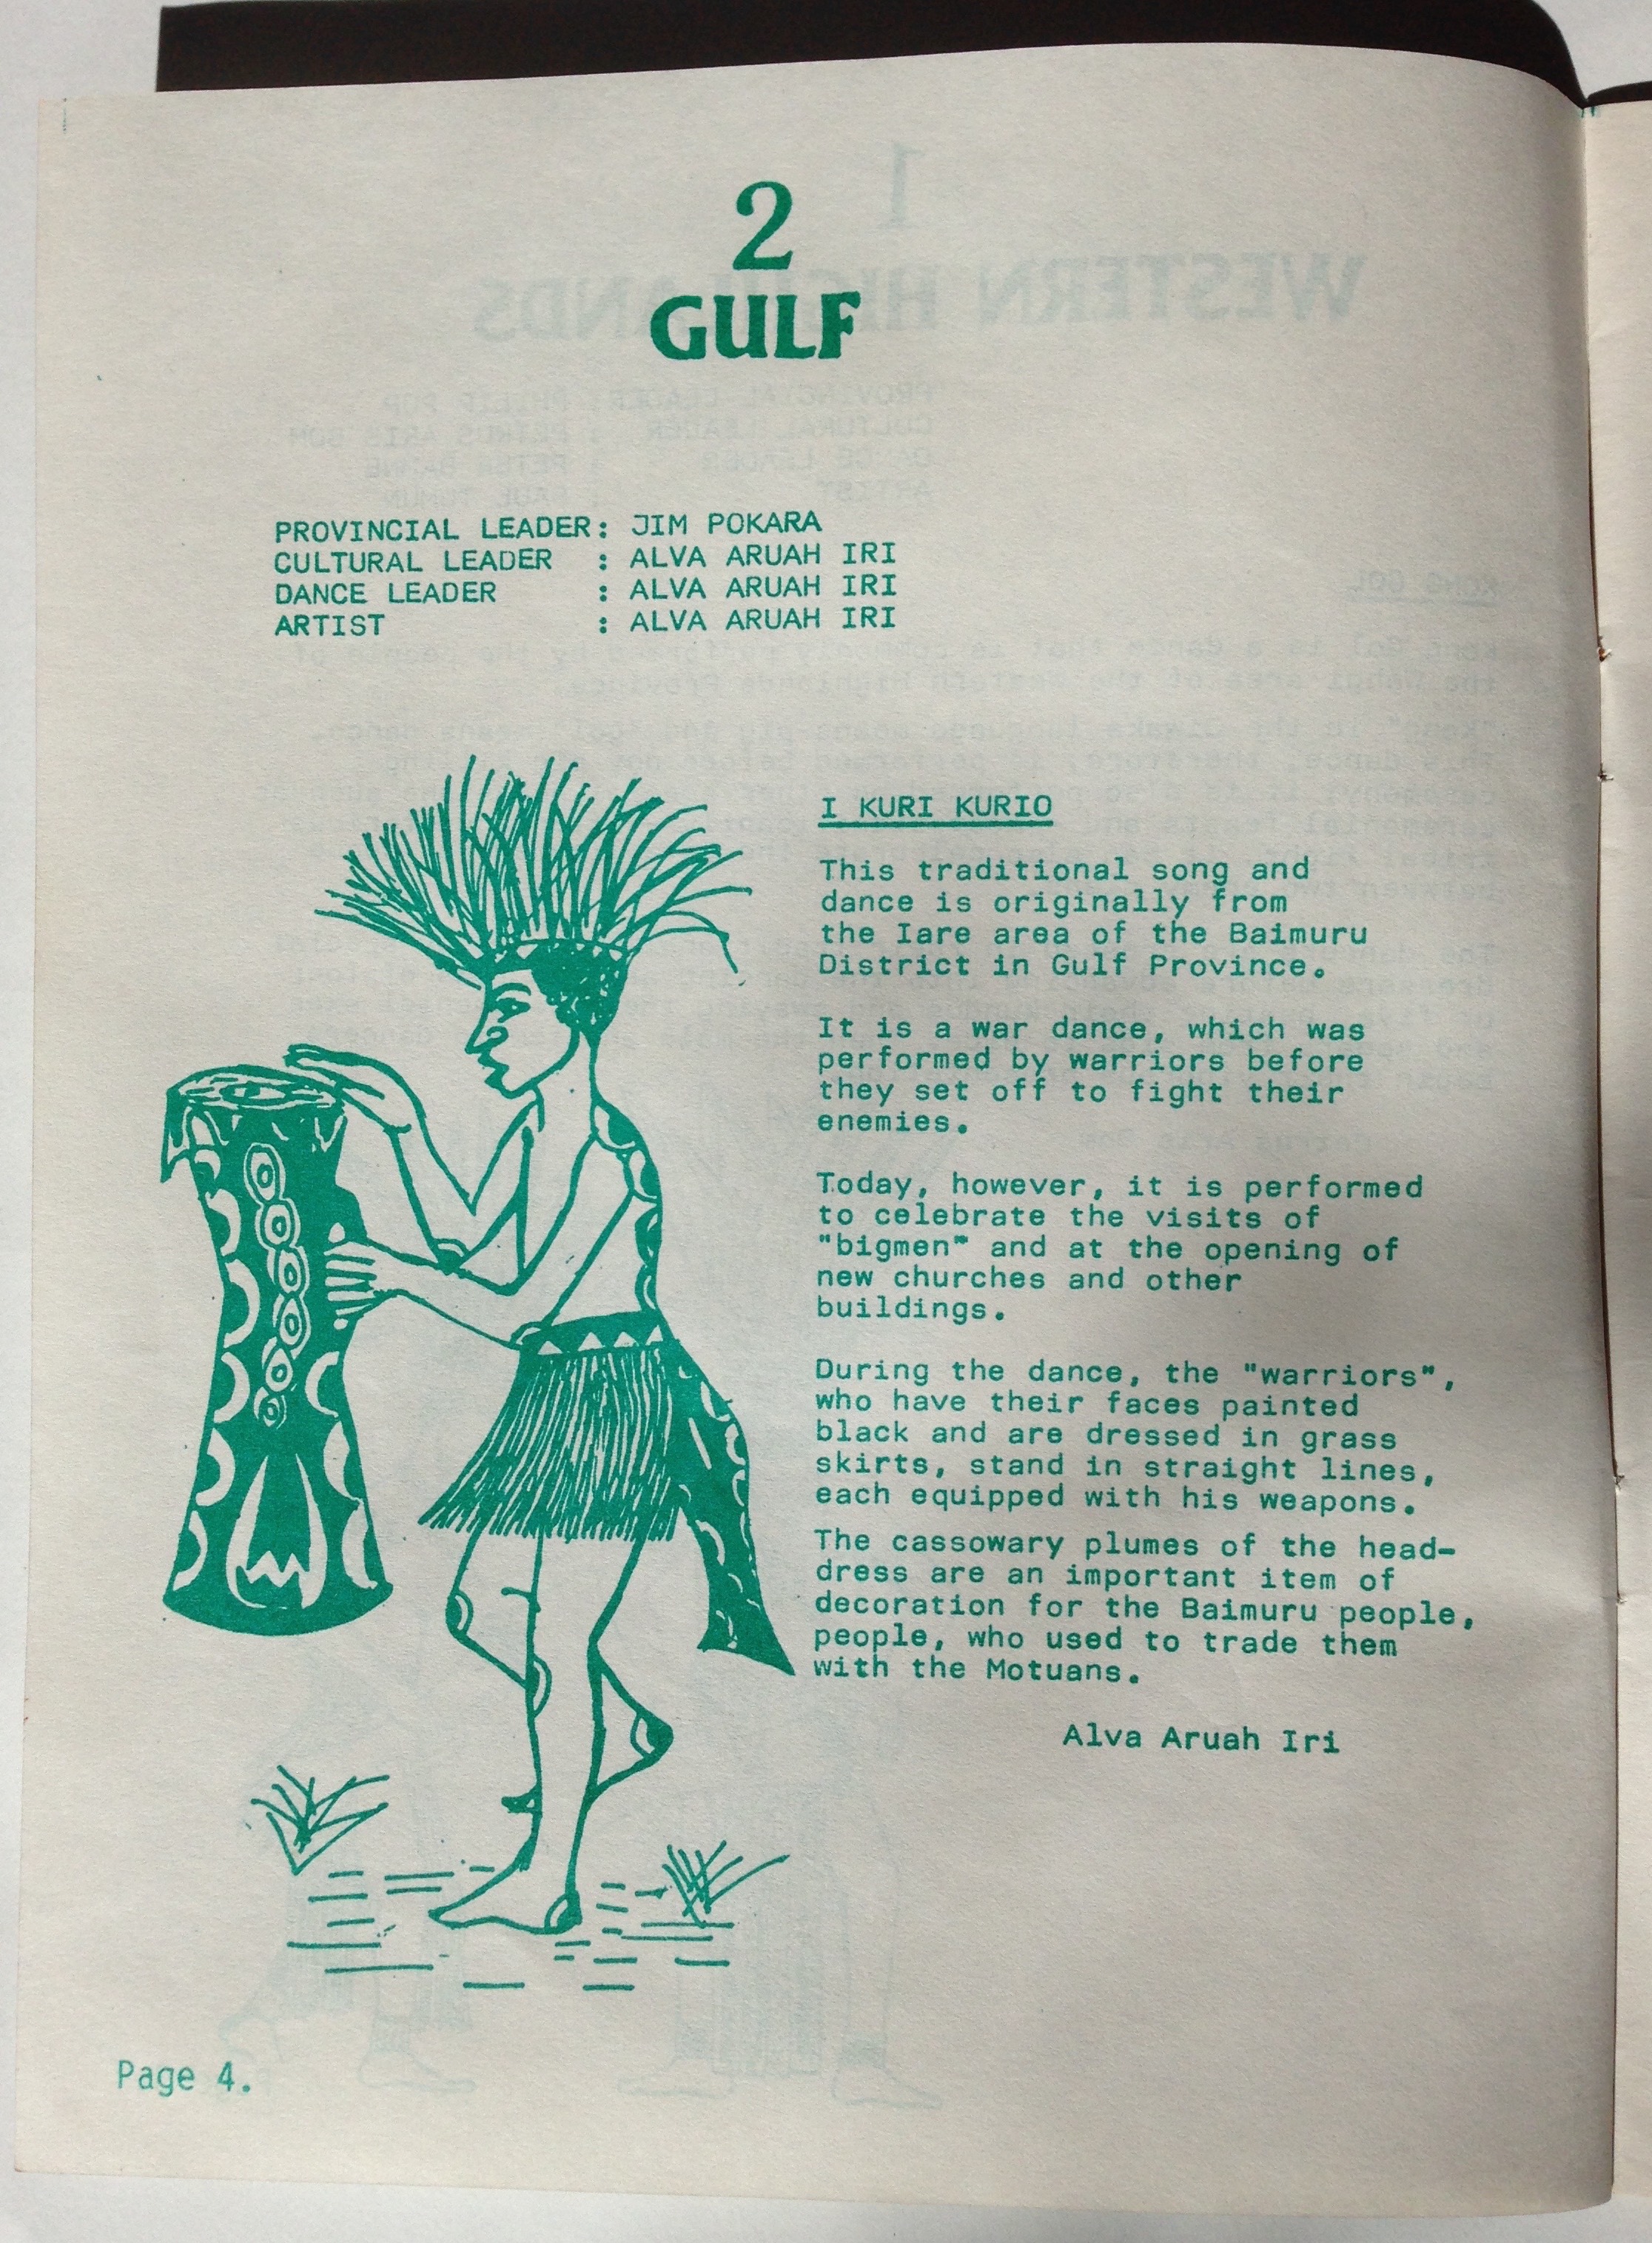 2
GULF
PROVINCIAL LEADER: JIM POKARA
CULTURAL LEADER : ALVA ARUAH IRI
DANCE LEADER : ALVA ARUAH IRI
ARTIST : ALVA ARUAH IRI
I KURI KURIO
This traditional song and
dance is originally from
the Iare area of the Baimuru
District in Gulf Province.
It is a war dance, which was
performed by warriors before
they set off to fight their
enemies.
Today, however, it is performed
to celebrate the visits of
"bigmen" and at the opening of
new churches and other
buildings.
During the dance, the "warriors",
who have their faces painted
black and are dressed in grass
skirts, stand in straight lines,
each equipped with his weapons.
The cassowary plumes of the head-
dress are an important item of
decoration for the Baimuru people,
people, who used to trade them
with the Motuans.
Alva Aruah Iri
Page 4.